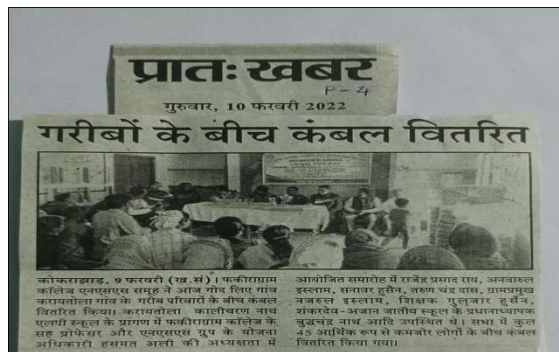 प्रातः खबर
P-4
गुरुवार, 10 फरवरी 2022
गरीबों के बीच कंबल वितरित
कोकराझाड़, 9 फरवरी (ख.सं)। फकीराग्राम
कॉलेज एनएसएस समूह ने आज गोद लिए गांव
करायतोला गांव के गरीब परिवारों के बीच कंबल
वितरित किया। करायतोला कालीचरण नाथ
एलपी स्कूल के प्रांगण में फकीराग्राम कॉलेज के
सह प्रोफेसर और एनएसएस ग्रुप के योजना
अधिकारी हसमत अली की अध्यक्षता में
आयोजित समारोह में राजेंद्र प्रसाद राय, अनवारुल
इस्लाम, सनावर हुसैन, तरुण चंद्र दास, ग्रामप्रमुख
नजरुल इस्लाम, शिक्षक गुलजार हुसैन,
शंकरदेव-अजान जातीय स्कूल के प्रधानाध्यापक
बुद्धचंद्र नाथ आदि उपस्थित थे। सभा में कुल
45 आर्थिक रूप से कमजोर लोगों के बीच कंबल
वितरित किया गया।